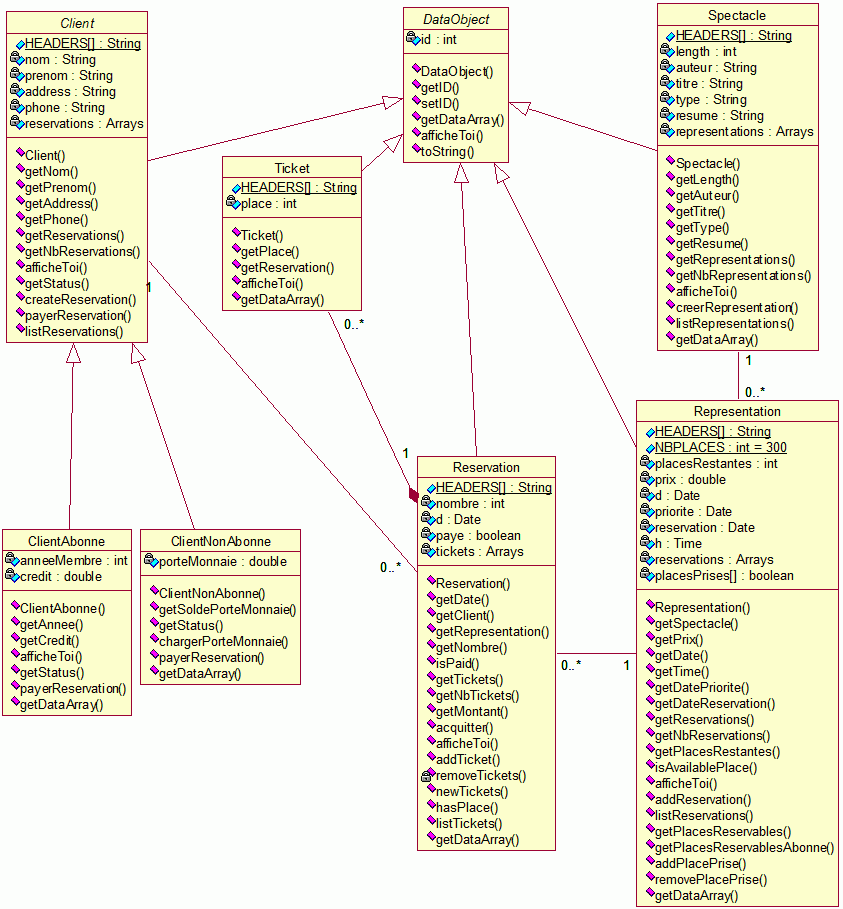 Client
HEADERS[] : String
nom : String
prenom : String
address : String
phone : String
reservations : Arrays
Client()
getNom()
getPrenom()
getAddress()
getPhone()
getReservations()
getNbReservations()
afficheToi()
getStatus()
createReservation()
payerReservation()
listReservations()
DataObject
id : int
DataObject()
getID()
setID()
getDataArray()
afficheToi()
toString()
Spectacle
HEADERS[] : String
length : int
auteur : String
titre : String
type : String
resume : String
representations : Arrays
Spectacle()
getLength()
getAuteur()
getTitre()
getType()
getResume()
getRepresentations()
getNbRepresentations()
afficheToi()
creerRepresentation()
listRepresentations()
getDataArray()
Ticket
HEADERS[] : String
place : int
Ticket()
getPlace()
getReservation()
afficheToi()
getDataArray()
1
0..*
1
0..*
1
0..*
0..*
1
ClientAbonne
anneeMembre : int
credit : double
ClientAbonne()
getAnnee()
getCredit()
afficheToi()
getStatus()
payerReservation()
getDataArray()
ClientNonAbonne
porteMonnaie : double
ClientNonAbonne()
getSoldePorteMonnaie()
getStatus()
chargerPorteMonnaie()
payerReservation()
getDataArray()
Reservation
HEADERS[] : String
nombre : int
d : Date
paye : boolean
tickets : Arrays
Reservation()
getDate()
getClient()
getRepresentation()
getNombre()
isPaid()
getTickets()
getNbTickets()
getMontant()
acquitter()
afficheToi()
addTicket()
removeTickets()
newTickets()
hasPlace()
listTickets()
getDataArray()
Representation
HEADERS[] : String
NBPLACES : int = 300
placesRestantes : int
prix : double
d : Date
priorite : Date
reservation : Date
h : Time
reservations : Arrays
placesPrises[] : boolean
Representation()
getSpectacle()
getPrix()
getDate()
getTime()
getDatePriorite()
getDateReservation()
getReservations()
getNbReservations()
getPlacesRestantes()
isAvailablePlace()
afficheToi()
addReservation()
listReservations()
getPlacesReservables()
getPlacesReservablesAbonne()
addPlacePrise()
removePlacePrise()
getDataArray()